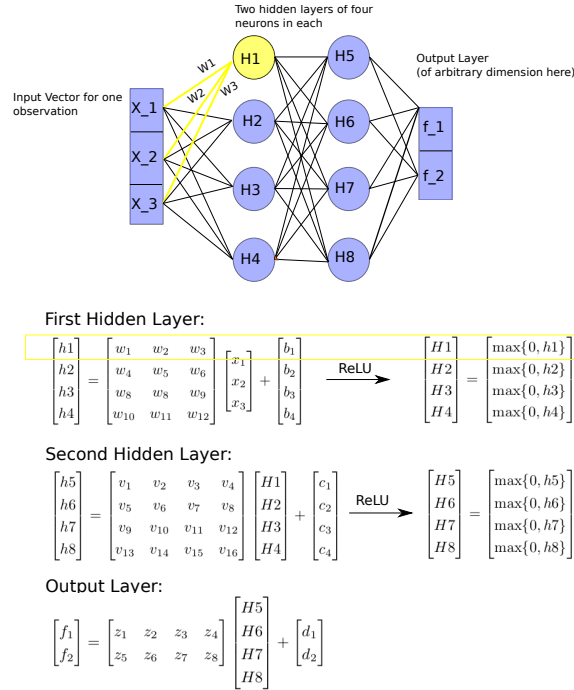 Two hidden layers of four
neurons in each
Output Layer
(of arbitrary dimension here)
Input Vector for one
observation
W1
W2
W3
X_1
X_2
X_3
H1
H2
H3
H4
H5
H6
H7
H8
f_1
f_2
First Hidden Layer:
h1 = w₁ w₂ w₃ x₁ + b₁ ReLU H1 = max{0, h1}
h2 w₄ w₅ w₆ x₂ b₂ H2 max{0, h2}
h3 w₈ w₈ w₉ x₃ b₃ H3 max{0, h3}
h4 w₁₀ w₁₁ w₁₂ b₄ H4 max{0, h4}
Second Hidden Layer:
h5 = v₁ v₂ v₃ v₄ H1 + c₁ ReLU H5 = max{0, h5}
h6 v₅ v₆ v₇ v₈ H2 c₂ H6 max{0, h6}
h7 v₉ v₁₀ v₁₁ v₁₂ H3 c₃ H7 max{0, h7}
h8 v₁₃ v₁₄ v₁₅ v₁₆ H4 c₄ H8 max{0, h8}
Output Layer:
f₁ = z₁ z₂ z₃ z₄ H5 + d₁
f₂ z₅ z₆ z₇ z₈ H6 d₂
H7
H8